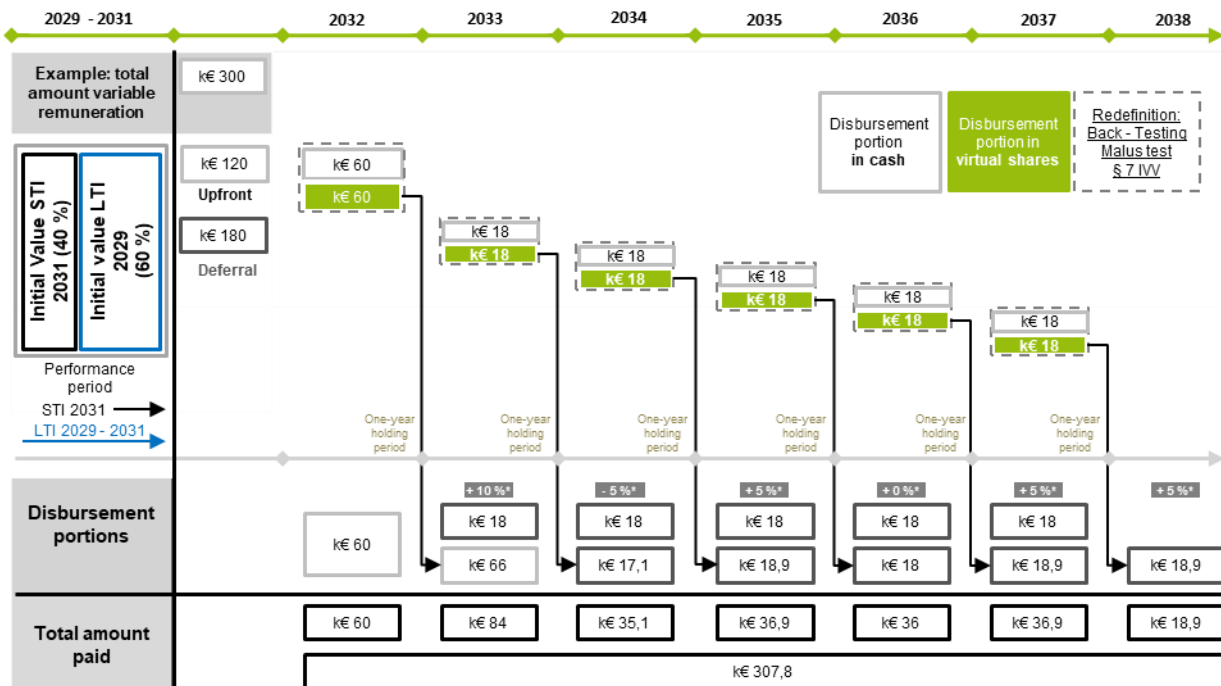 2029 - 2031
2032
2033
2034
2035
2036
2037
2038
Example: total
amount variable
remuneration
k€ 300
Disbursement
portion
in cash
Disbursement
portion in
virtual shares
Redefinition:
Back - Testing
Malus test
§ 7 IVV
Initial Value STI
2031 (40 %)
Initial value LTI
2029
(60 %)
k€ 120
Upfront
k€ 180
Deferral
k€ 60
k€ 60
k€ 18
k€ 18
k€ 18
k€ 18
k€ 18
k€ 18
k€ 18
k€ 18
k€ 18
k€ 18
Performance
period
STI 2031
LTI 2029 - 2031
One-year
holding
period
One-year
holding
period
One-year
holding
period
One-year
holding
period
One-year
holding
period
One-year
holding
period
Disbursement
portions
+ 10 %*
- 5 %*
+ 5 %*
+ 0 %*
+ 5 %*
+ 5 %*
k€ 60
k€ 18
k€ 18
k€ 18
k€ 18
k€ 18
k€ 66
k€ 17,1
k€ 18,9
k€ 18
k€ 18,9
k€ 18,9
Total amount
paid
k€ 60
k€ 84
k€ 35,1
k€ 36,9
k€ 36
k€ 36,9
k€ 18,9
k€ 307,8